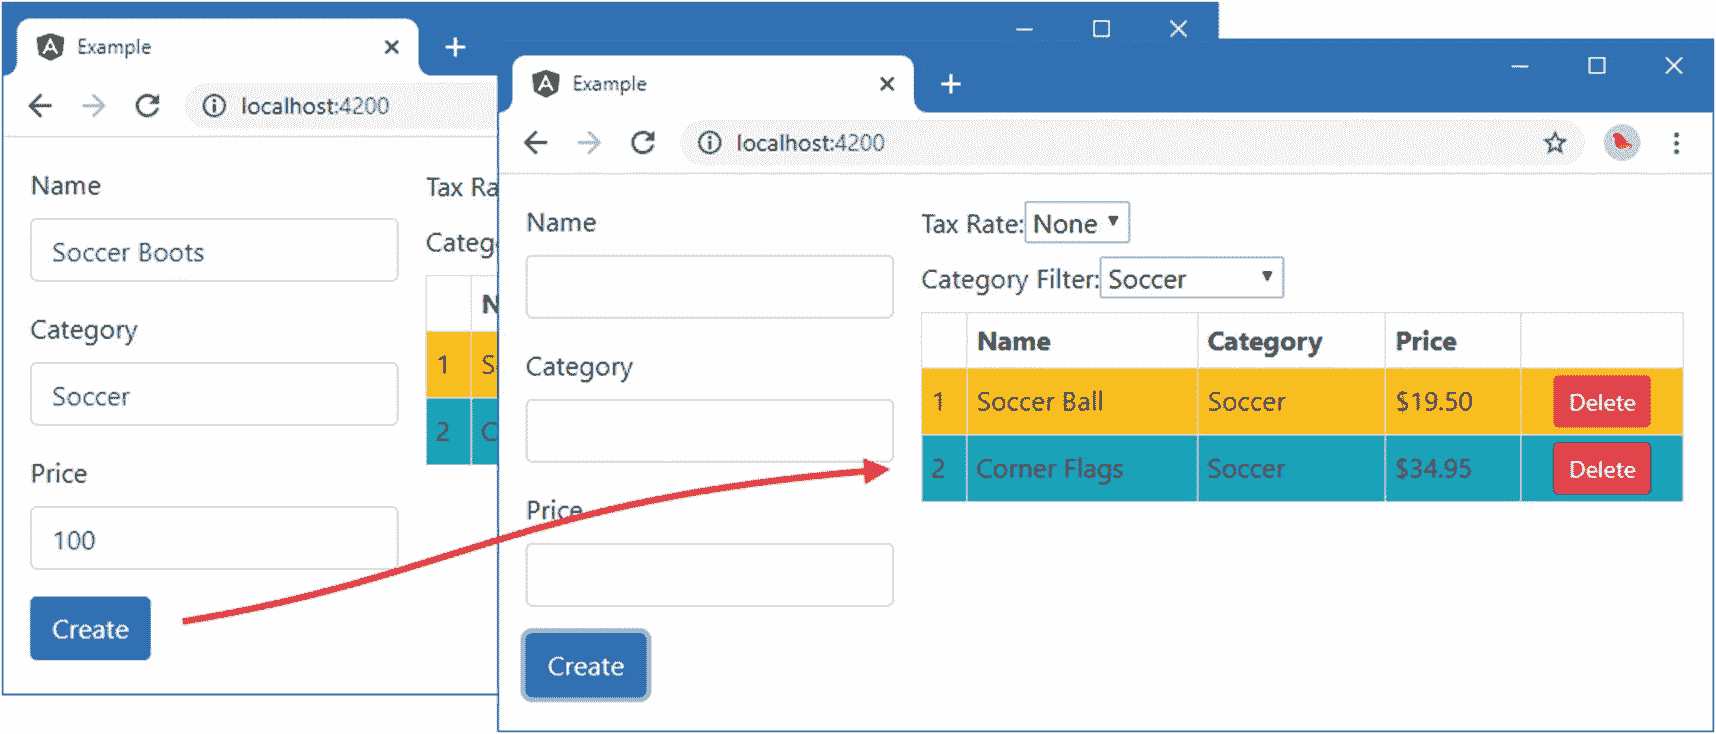 Example
localhost:4200
Name
Soccer Boots
Category
Soccer
Price
100
Create
Tax Ra
Categ
N
1 S
2 C
Example
localhost:4200
Name
Category
Price
Create
Tax Rate: None
Category Filter: Soccer
Name Category Price
1 Soccer Ball Soccer $19.50 Delete
2 Corner Flags Soccer $34.95 Delete